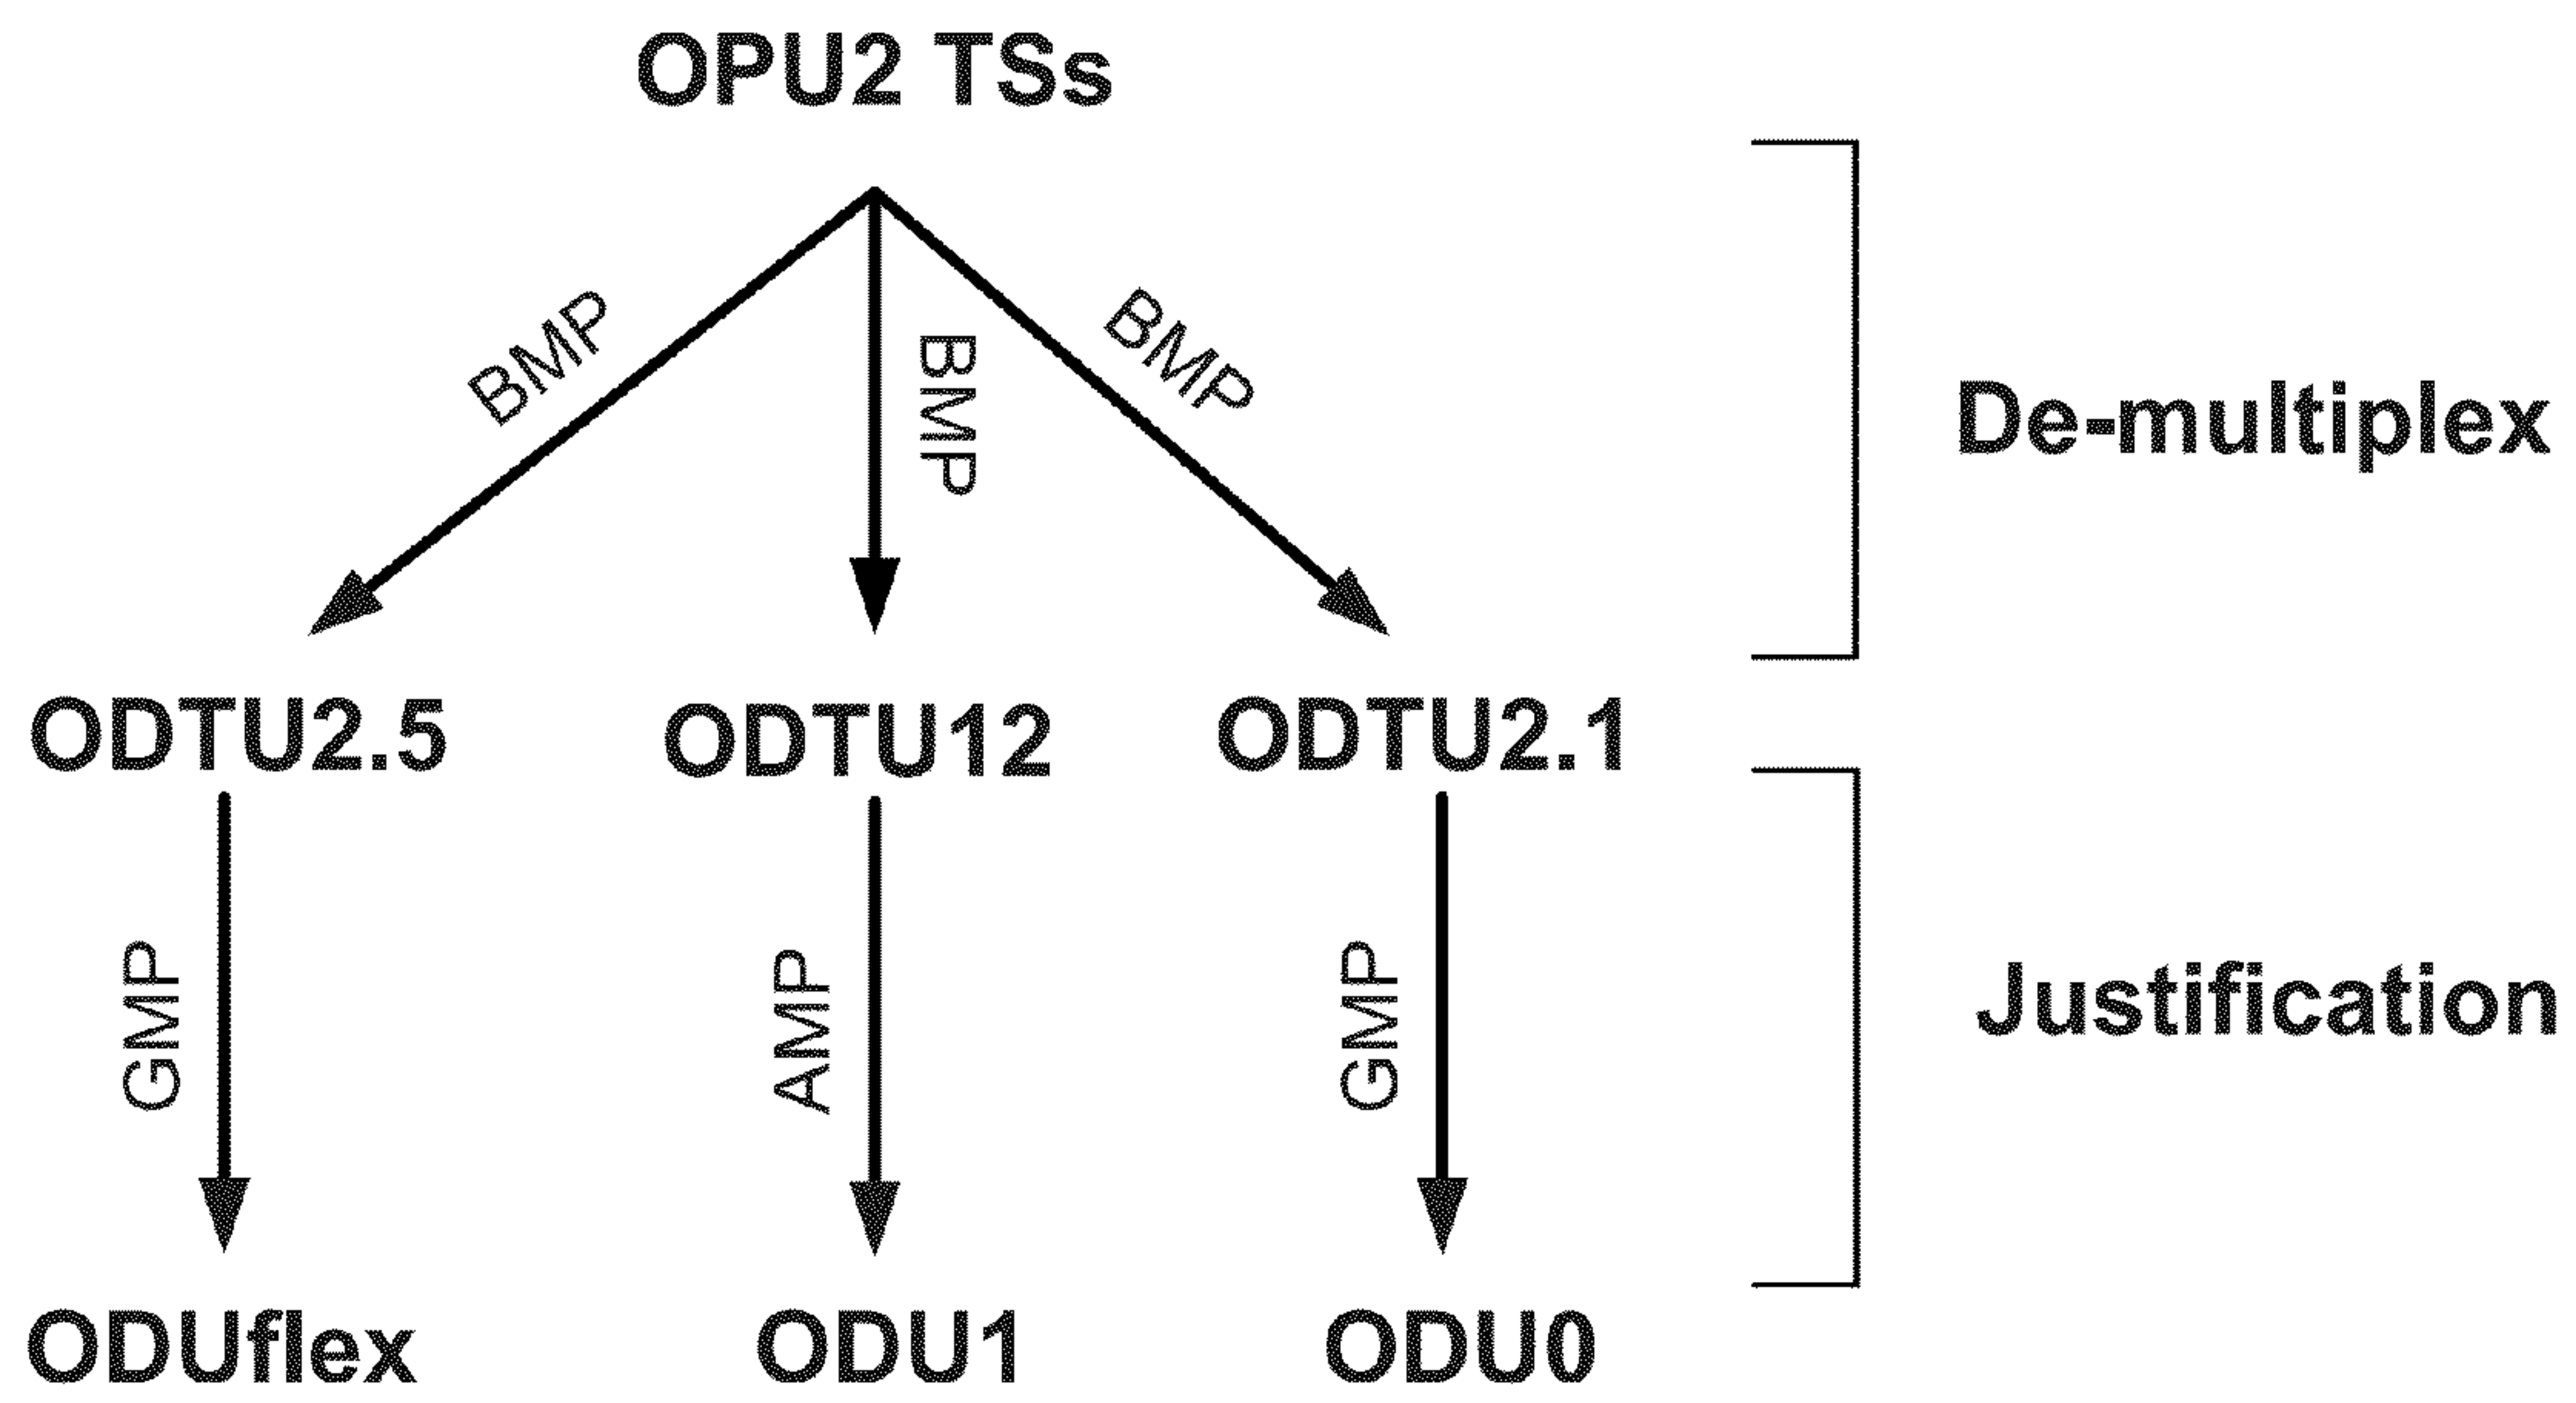 OPU2 TSs
BMP
BMP
BMP
De-multiplex
ODTU2.5 ODTU12 ODTU2.1
GMP
AMP
GMP
Justification
ODUflex ODU1 ODU0